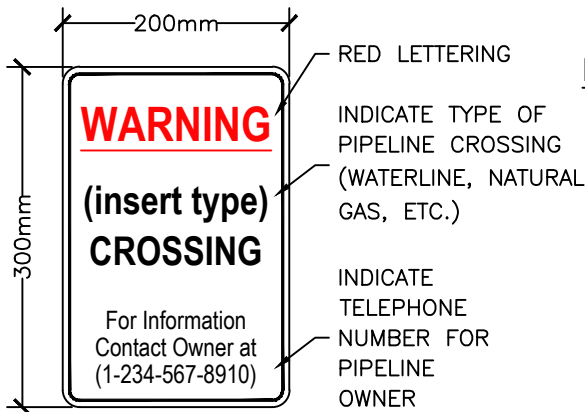 200mm
300mm
WARNING
(insert type)
CROSSING
For Information
Contact Owner at
(1-234-567-8910)
RED LETTERING
INDICATE TYPE OF
PIPELINE CROSSING
(WATERLINE, NATURAL
GAS, ETC.)
INDICATE
TELEPHONE
NUMBER FOR
PIPELINE
OWNER